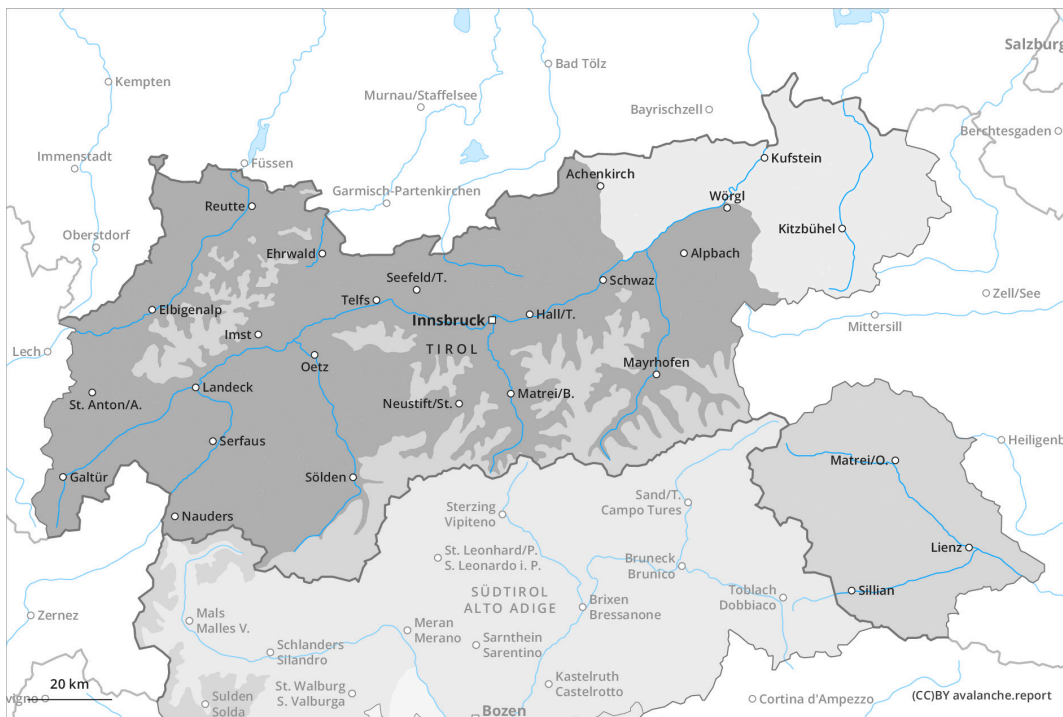 Salzburg
Bad Tölz
Kempten
Murnau/Staffelsee
Bayrischzell
Berchtesgaden
Immenstadt
Füssen
Kufstein
Achenkirch
Garmisch-Partenkirchen
Reutte
Wörgl
Kitzbühel
Oberstdorf
Ehrwald
Alpbach
Seefeld/T.
Schwaz
Zell/See
Telfs
Elbigenalp
Innsbruck
Hall/T.
Mittersill
Imst
TIROL
Lech
Oetz
Mayrhofen
Landeck
St. Anton/A.
Neustift/St.
Matrei/B.
Serfaus
Heiligenb
Matrei/O.
Galtür
Sölden
Sand/T.
Campo Tures
Sterzing
Vipiteno
Nauders
Lienz
St. Leonhard/P.
S. Leonardo i. P.
Bruneck
Brunico
SÜDTIROL
ALTO ADIGE
Sillian
Toblach
Dobbiaco
Brixen
Bressanone
Zernez
Mals
Malles V.
Meran
Merano
Sarnthein
Sarentino
Schlanders
Silandro
Kastelruth
Castelrotto
20 km
St. Walburg
S. Valburga
vigno
Sulden
Solda
Cortina d'Ampezzo
(CC)BY avalanche.report
Bozen